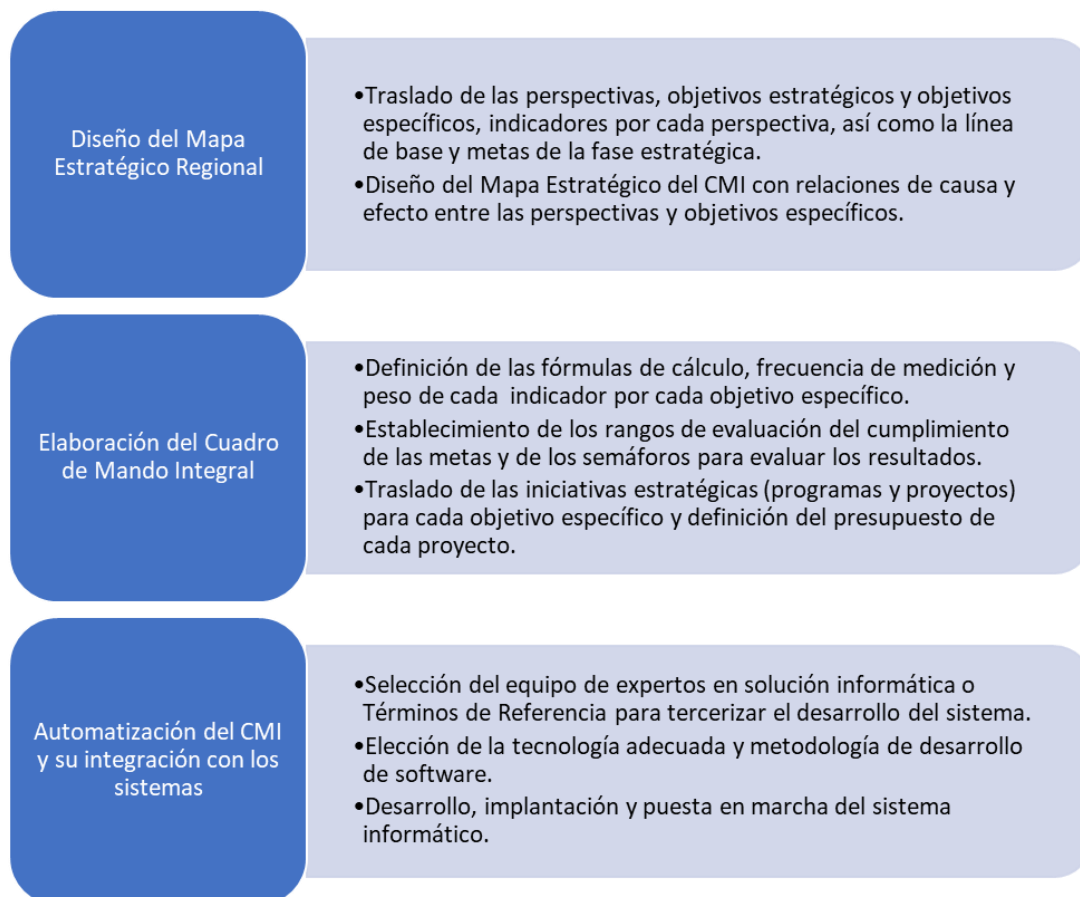 Diseño del Mapa
Estratégico Regional
•Traslado de las perspectivas, objetivos estratégicos y objetivos
específicos, indicadores por cada perspectiva, así como la línea
de base y metas de la fase estratégica.
•Diseño del Mapa Estratégico del CMI con relaciones de causa y
efecto entre las perspectivas y objetivos específicos.
Elaboración del Cuadro
de Mando Integral
•Definición de las fórmulas de cálculo, frecuencia de medición y
peso de cada indicador por cada objetivo específico.
•Establecimiento de los rangos de evaluación del cumplimiento
de las metas y de los semáforos para evaluar los resultados.
•Traslado de las iniciativas estratégicas (programas y proyectos)
para cada objetivo específico y definición del presupuesto de
cada proyecto.
Automatización del CMI
y su integración con los
sistemas
•Selección del equipo de expertos en solución informática o
Términos de Referencia para tercerizar el desarrollo del sistema.
•Elección de la tecnología adecuada y metodología de desarrollo
de software.
•Desarrollo, implantación y puesta en marcha del sistema
informático.